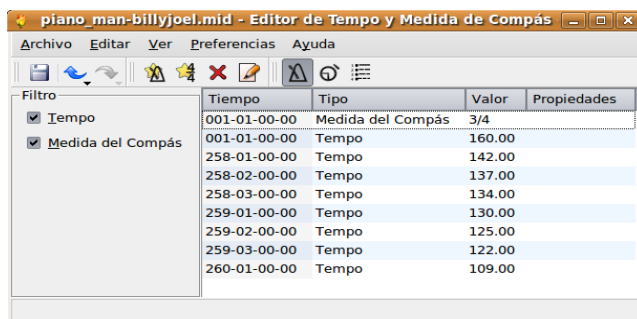 piano_man-billyjoel.mid - Editor de Tempo y Medida de Compás
Archivo Editar Ver Preferencias Ayuda
Filtro
Tempo
Medida del Compás
Tiempo Tipo Valor Propiedades
001-01-00-00 Medida del Compás 3/4
001-01-00-00 Tempo 160.00
258-01-00-00 Tempo 142.00
258-02-00-00 Tempo 137.00
258-03-00-00 Tempo 134.00
259-01-00-00 Tempo 130.00
259-02-00-00 Tempo 125.00
259-03-00-00 Tempo 122.00
260-01-00-00 Tempo 109.00